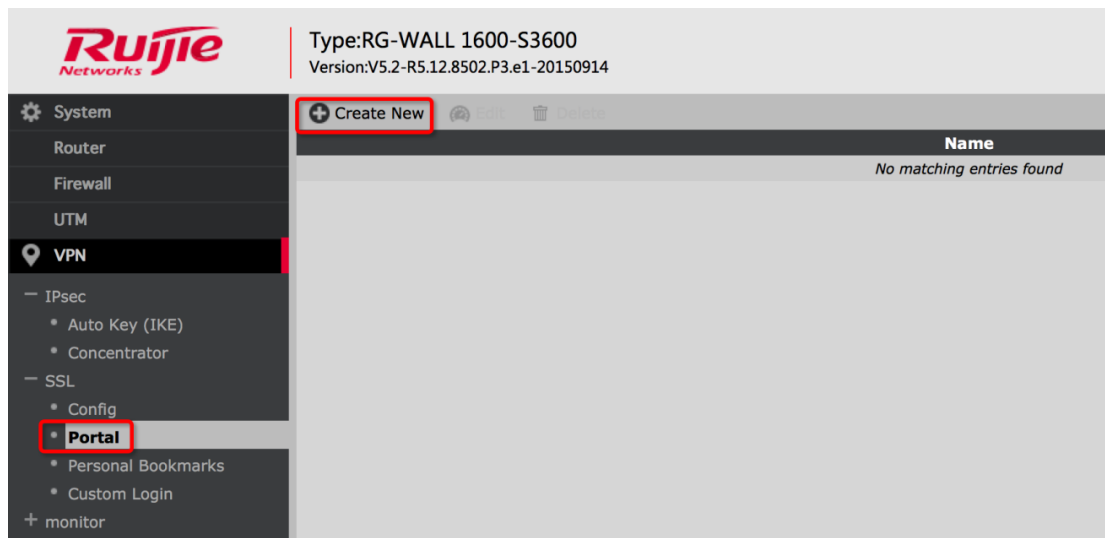 Ruijie
Networks
Type:RG-WALL 1600-S3600
Version:V5.2-R5.12.8502.P3.e1-20150914
System
Router
Firewall
UTM
VPN
IPsec
Auto Key (IKE)
Concentrator
SSL
Config
Portal
Personal Bookmarks
Custom Login
monitor
Create New Edit Delete
Name
No matching entries found